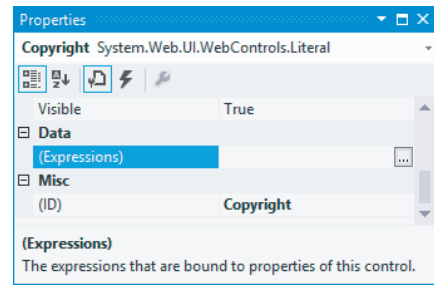 Properties
Copyright System.Web.UI.WebControls.Literal
Visible True
Data
(Expressions) ...
Misc
(ID) Copyright
(Expressions)
The expressions that are bound to properties of this control.